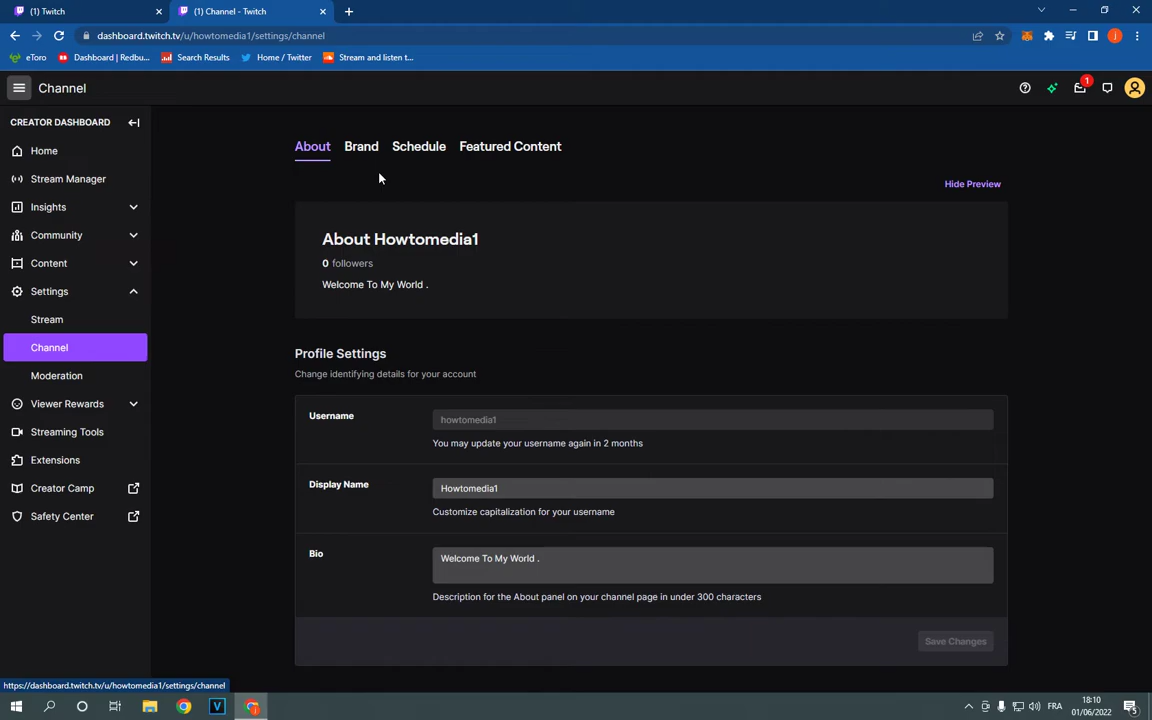 (1) Twitch
(1) Channel - Twitch
dashboard.twitch.tv/u/howtomedia1/settings/channel
eToro
Dashboard | Redbu...
Search Results
Home / Twitter
Stream and listen t...
Channel
1
CREATOR DASHBOARD
Home
Stream Manager
Insights
Community
Content
Settings
Stream
Channel
Moderation
Viewer Rewards
Streaming Tools
Extensions
Creator Camp
Safety Center
About Brand Schedule Featured Content
Hide Preview
About Howtomedia1
0 followers
Welcome To My World .
Profile Settings
Change identifying details for your account
Username
howtomedia1
You may update your username again in 2 months
Display Name
Howtomedia1
Customize capitalization for your username
Bio
Welcome To My World .
Description for the About panel on your channel page in under 300 characters
Save Changes
https://dashboard.twitch.tv/u/howtomedia1/settings/channel
FRA
18:10
01/06/2022
5